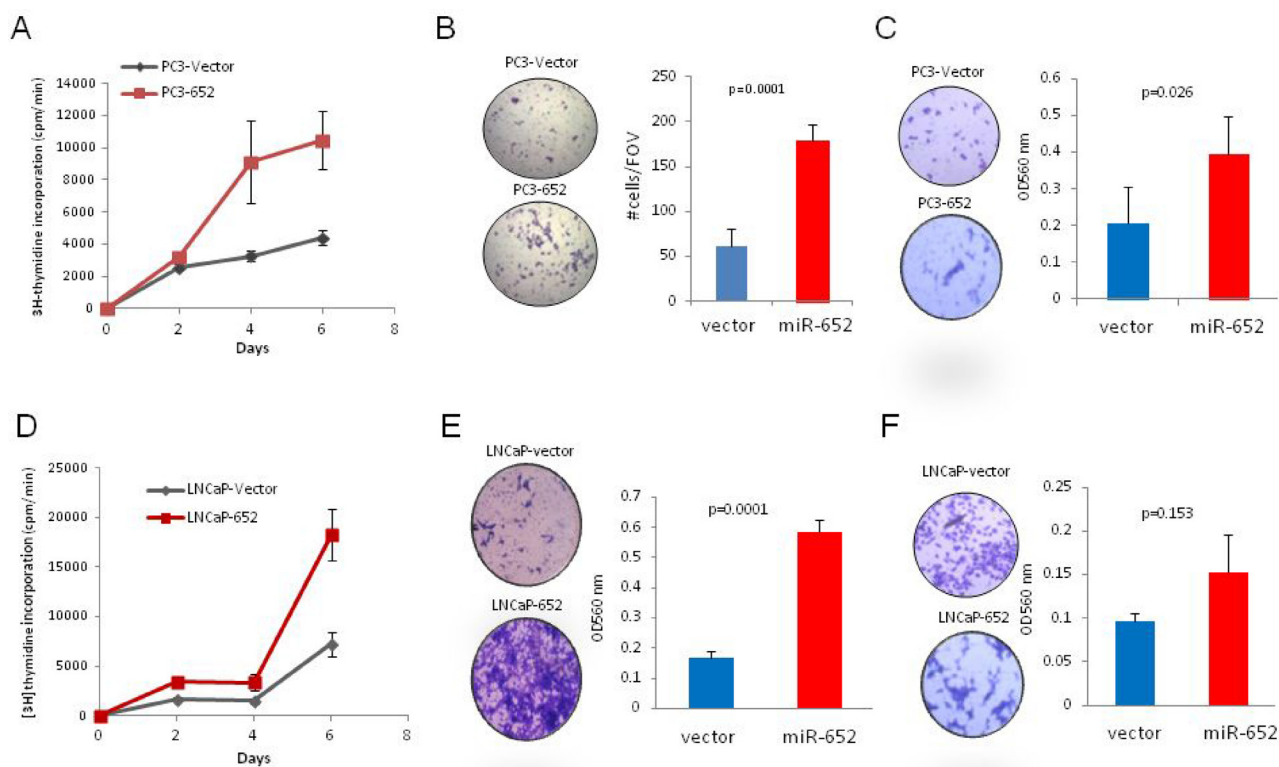 A
PC3-Vector
PC3-652
3H-thymidine incorporation (cpm/min)
14000
12000
10000
8000
6000
4000
2000
0
0 2 4 6 8
Days
B
PC3-Vector
PC3-652
#cells/FOV
250
200
150
100
50
0
p=0.0001
vector miR-652
C
PC3-Vector
PC3-652
OD560 nm
0.6
0.5
0.4
0.3
0.2
0.1
0
p=0.026
vector miR-652
D
LNCaP-Vector
LNCaP-652
[3H]thymidine incorporation (cpm/min)
25000
20000
15000
10000
5000
0
0 2 4 6 8
Days
E
LNCaP-vector
LNCaP-652
OD560 nm
0.7
0.6
0.5
0.4
0.3
0.2
0.1
0
p=0.0001
vector miR-652
F
LNCaP-vector
LNCaP-652
OD560 nm
0.25
0.2
0.15
0.1
0.05
0
p=0.153
vector miR-652